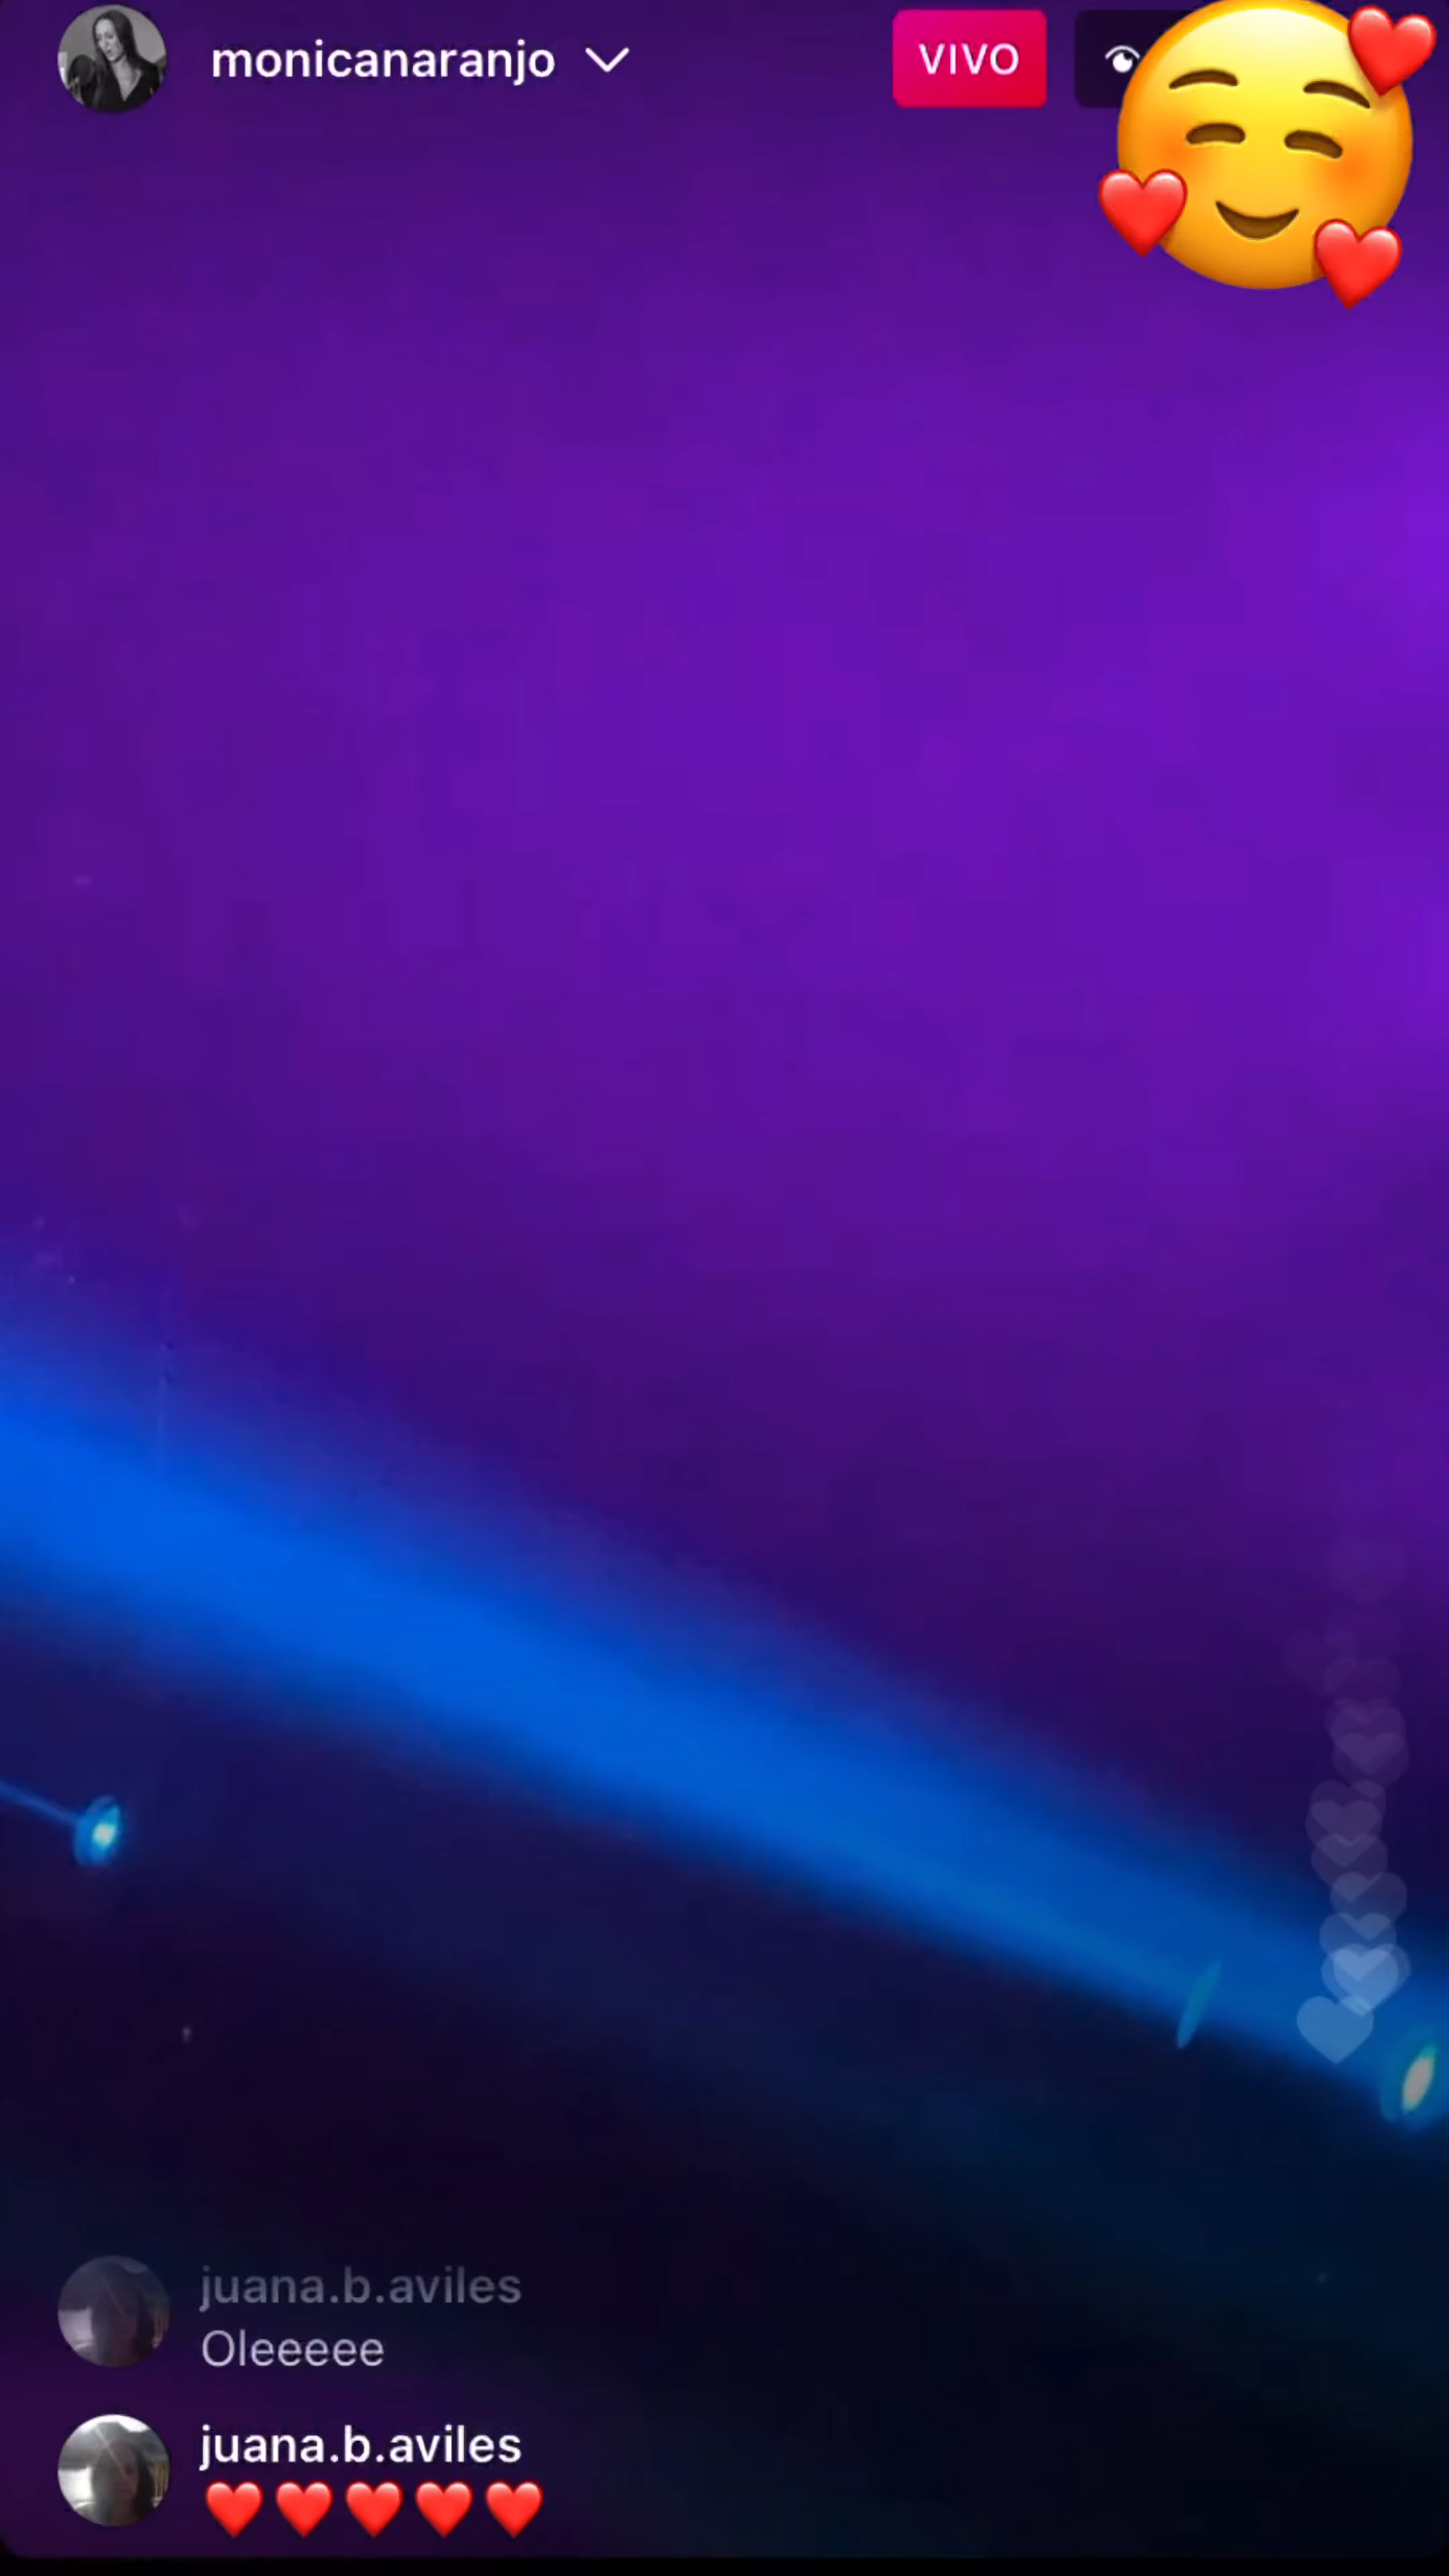 monicanaranjo
VIVO
juana.b.aviles
Oleeeee
juana.b.aviles
❤️❤️❤️❤️❤️